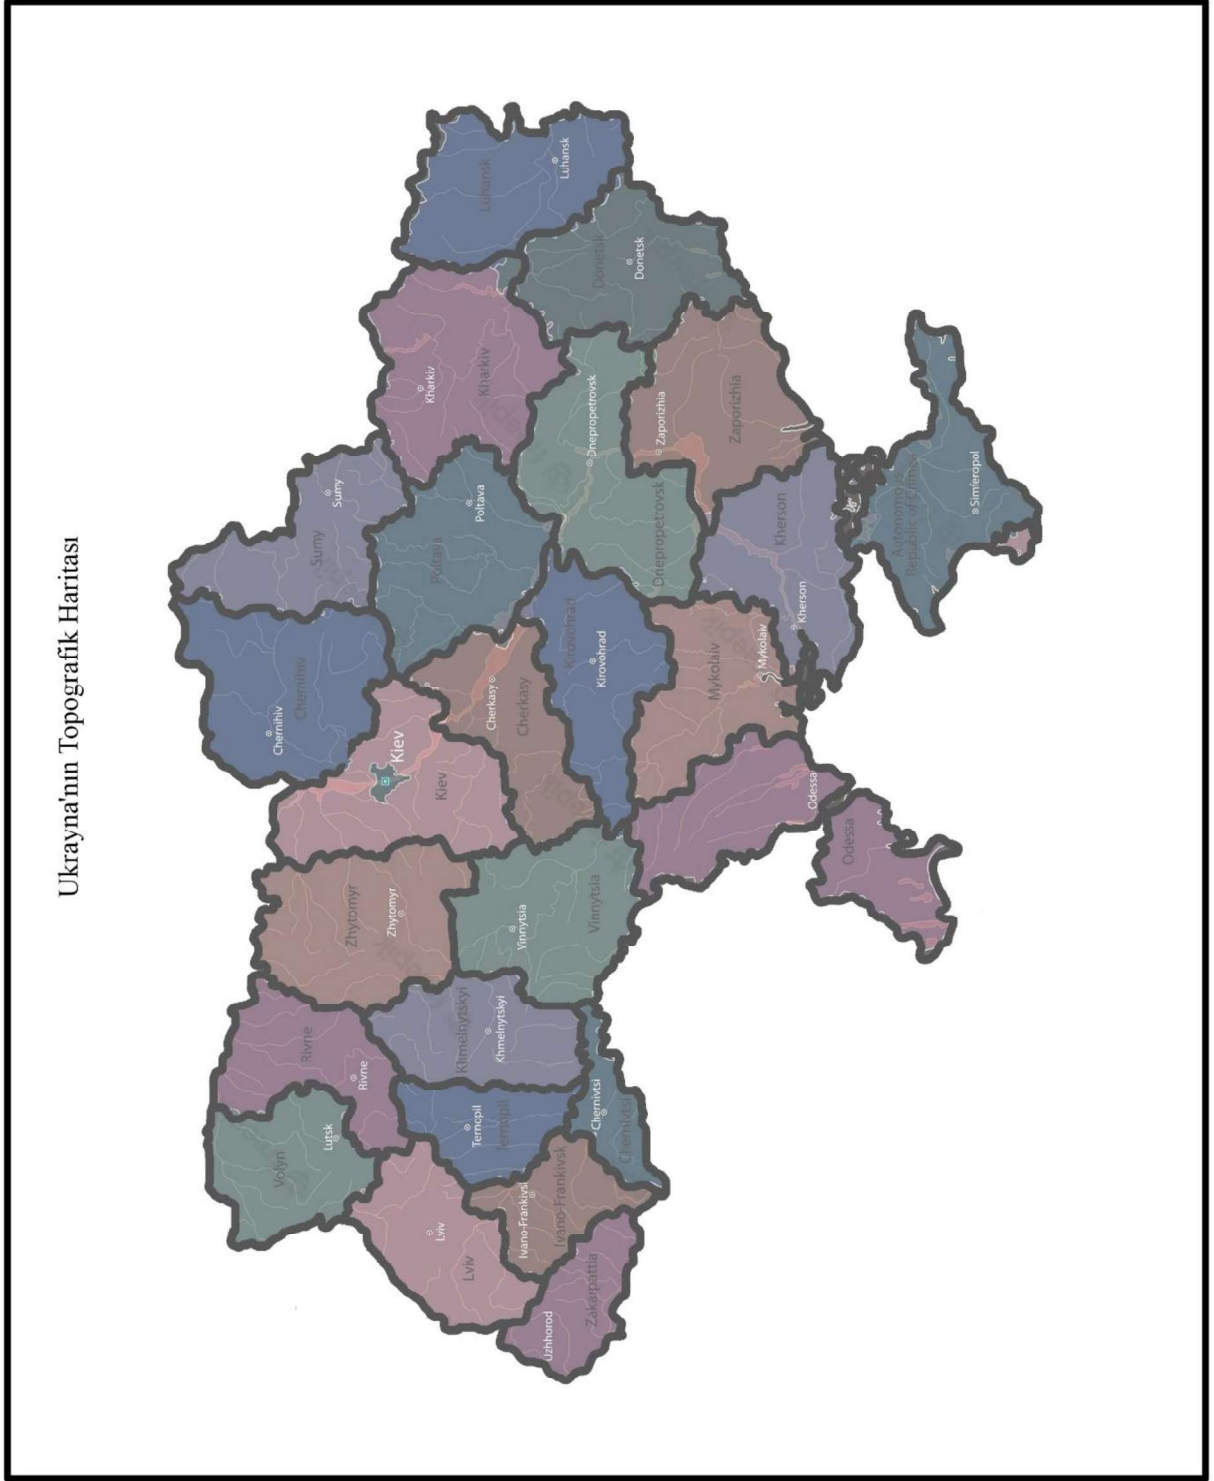 Ukrayna'nın Topografik Haritası
Volyn
Lutsk
Rivne
Rivne
Zhytomyr
Zhytomyr
Kiev
Kiev
Chernihiv
Chernihiv
Sumy
Sumy
Lviv
Lviv
Ternopil
Ternopil
Khmelnytskyi
Khmelnytskyi
Vinnytsia
Vinnytsia
Cherkasy
Cherkasy
Poltava
Poltava
Kharkiv
Kharkiv
Luhansk
Luhansk
Uzhhorod
Zakarpattia
Ivano-Frankivsk
Chernivtsi
Chernivtsi
Kirovohrad
Kirovohrad
Dnepropetrovsk
Dnepropetrovsk
Donetsk
Donetsk
Zaporizhia
Zaporizhia
Mykolaiv
Mykolaiv
Kherson
Kherson
Odessa
Odessa
Autonomous
Republic of Crimea
Simferopol